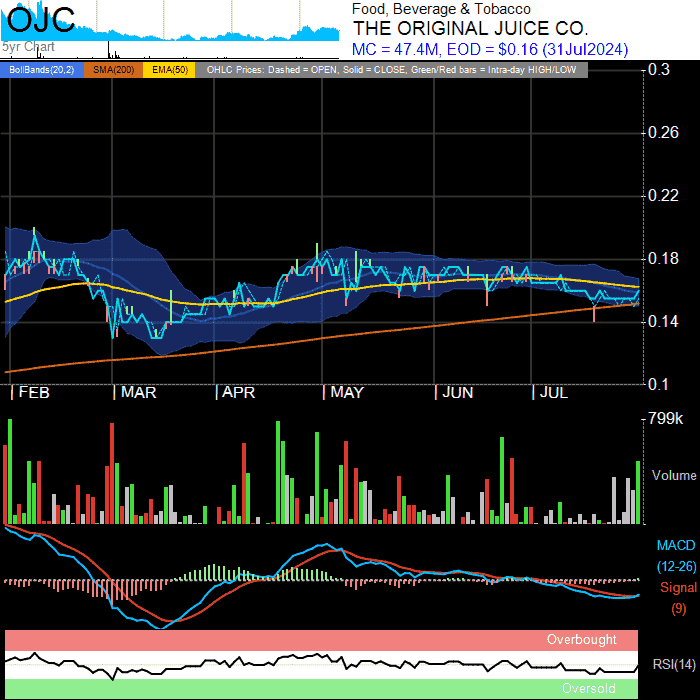 OJC
5yr Chart
Food, Beverage & Tobacco
THE ORIGINAL JUICE CO.
MC = 47.4M, EOD = $0.16 (31Jul2024)
BollBands(20,2) SMA(200) EMA(50) OHLC Prices: Dashed = OPEN, Solid = CLOSE, Green/Red bars = Intra-day HIGH/LOW
0.3
0.26
0.22
0.18
0.14
0.1
FEB MAR APR MAY JUN JUL
799k
Volume
MACD
(12-26)
Signal
(9)
Overbought
RSI(14)
Oversold